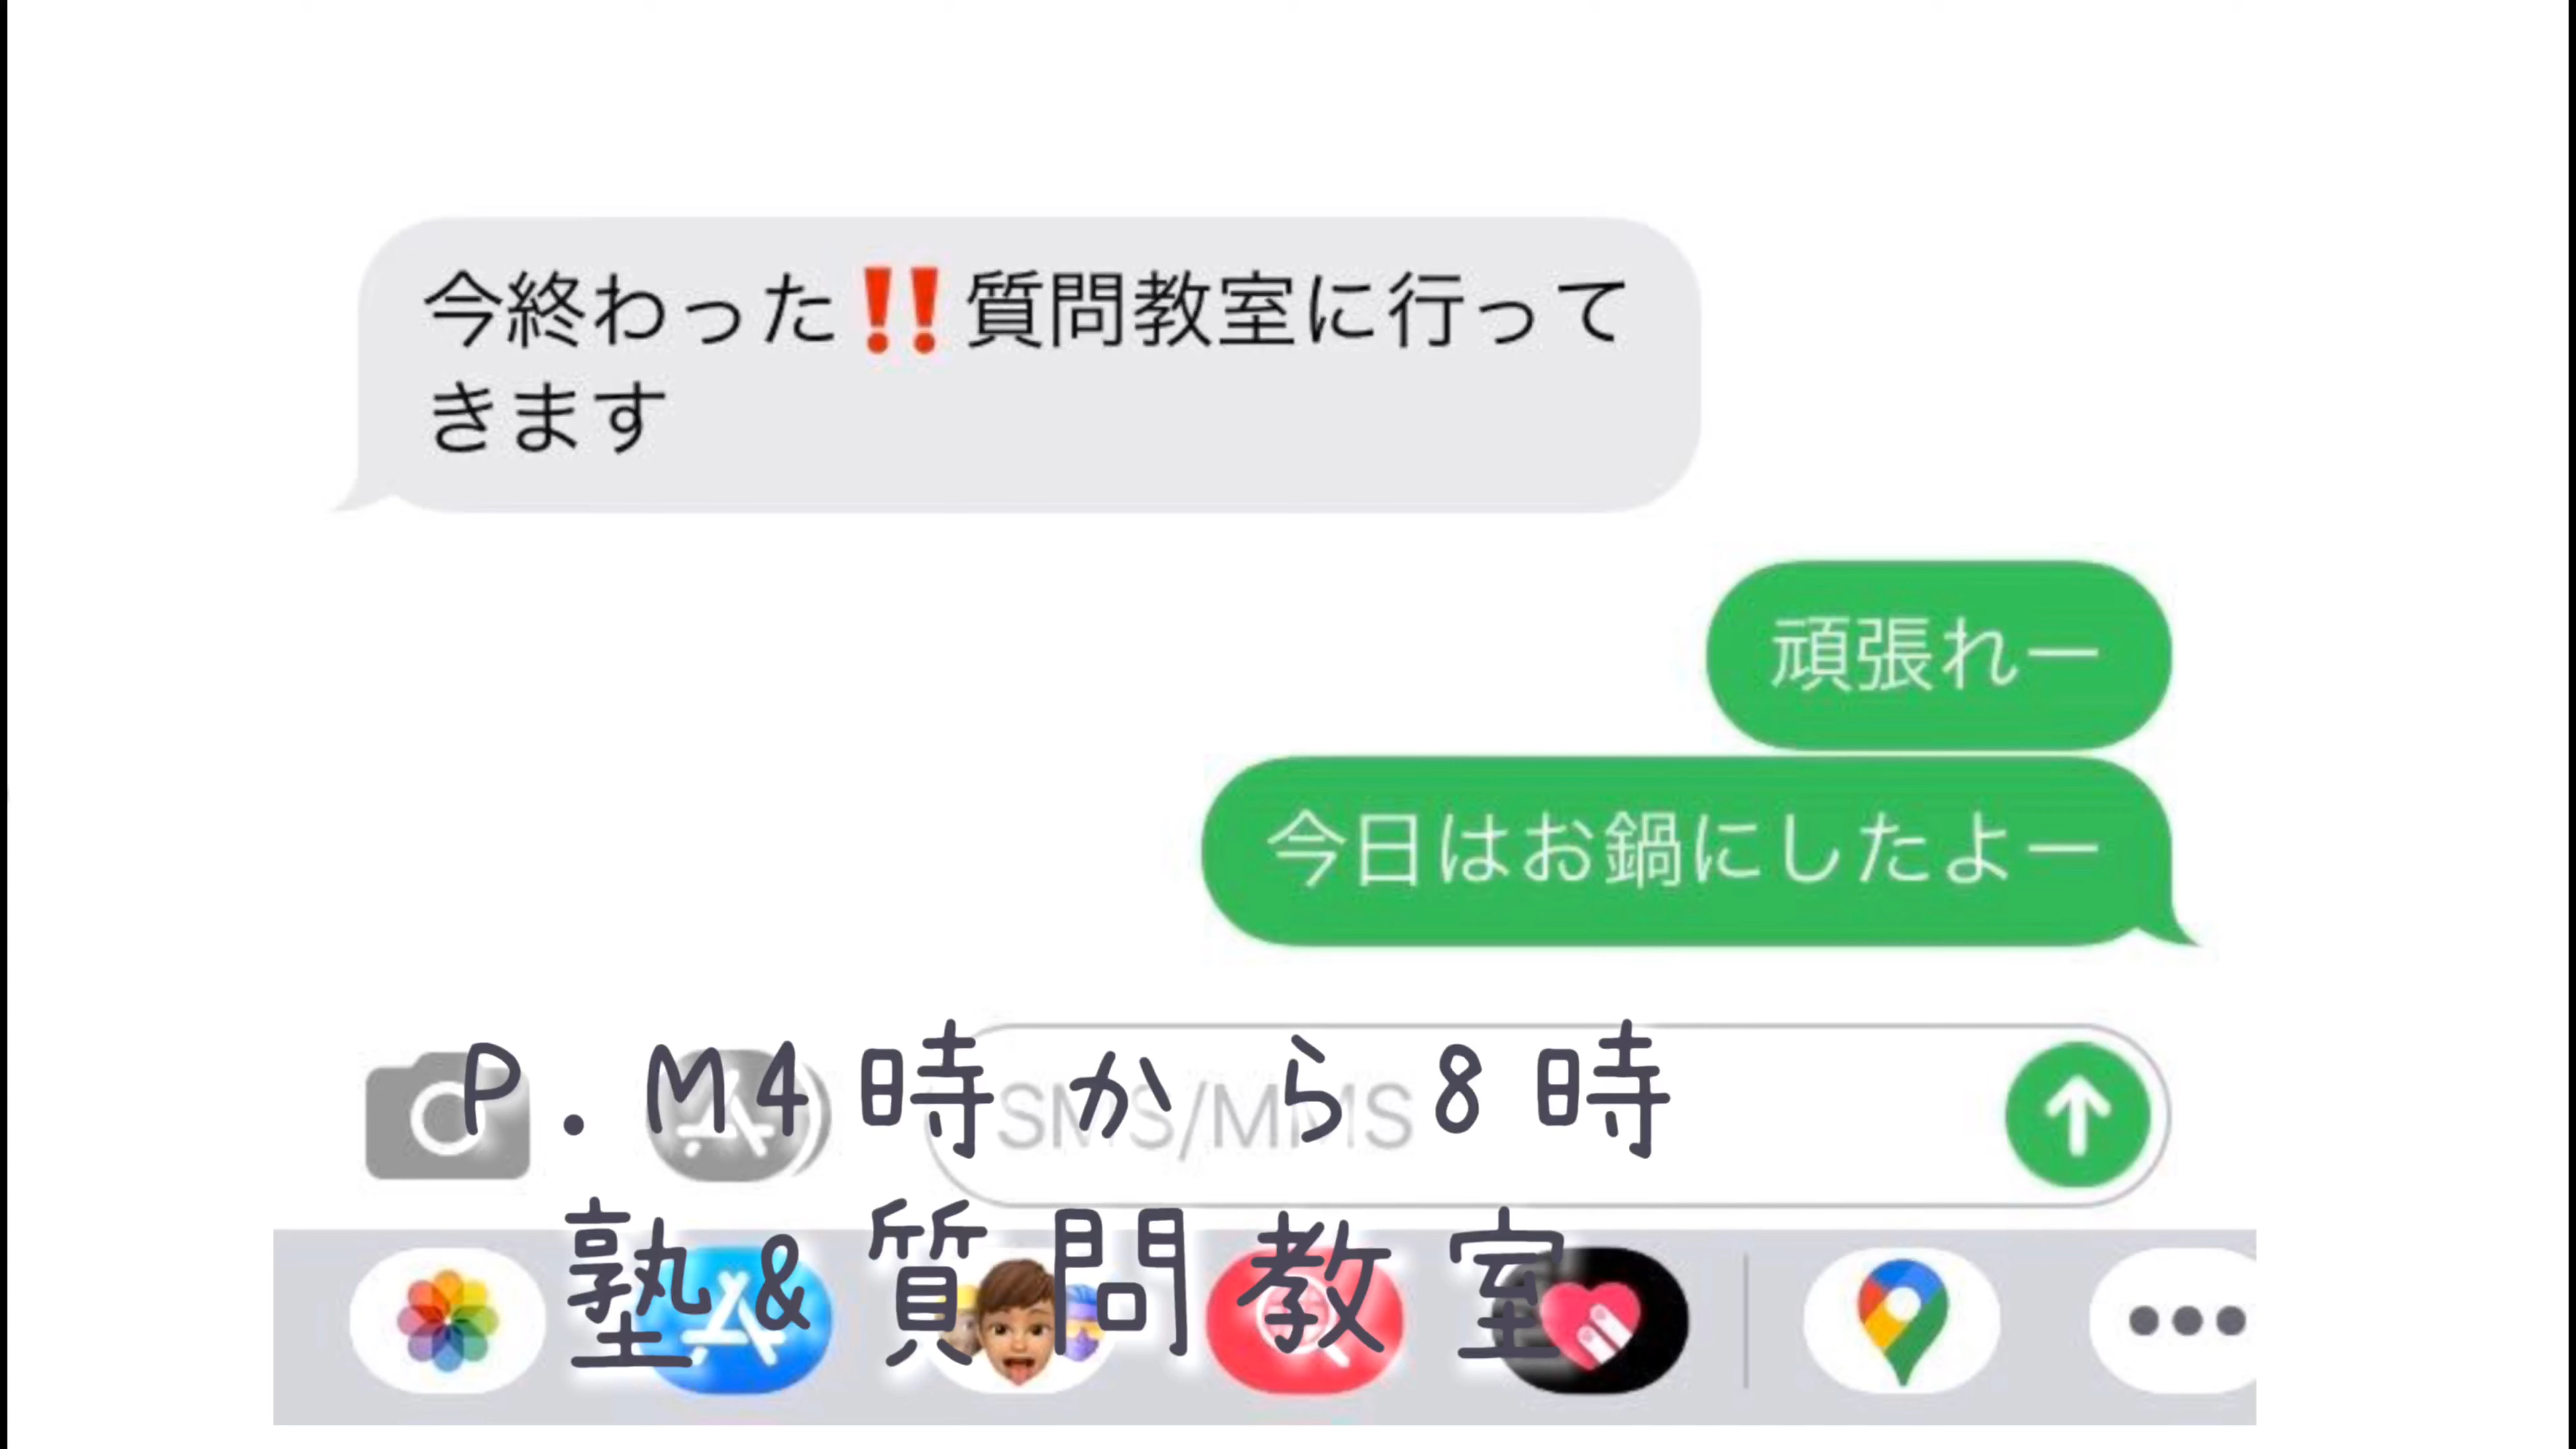 今終わった‼️質問教室に行って
きます
頑張れー
今日はお鍋にしたよー
SMS/MMS
P.M4時から8時
塾&質問教室